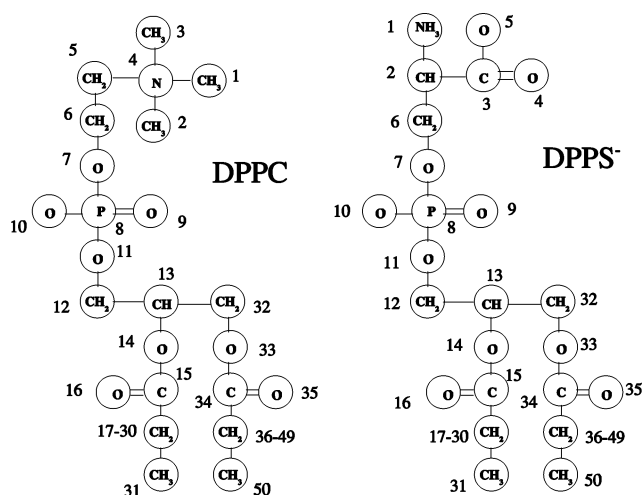 3
CH₃
5
4
CH₂ N CH₃ 1
6 CH₂ CH₃ 2
7 O
DPPC
10 O P O 9
8
11
O
13
12 CH₂ CH CH₂ 32
14 O O 33
15
16 O C C O 35
34
17-30 CH₂ CH₂ 36-49
CH₃ CH₃
31 50
1 NH₃ O 5
2 CH C O
3 4
6 CH₂
7 O
DPPS⁻
10 O P O 9
8
11 O
13
12 CH₂ CH CH₂ 32
14 O O 33
15
16 O C C O 35
34
17-30 CH₂ CH₂ 36-49
CH₃ CH₃
31 50